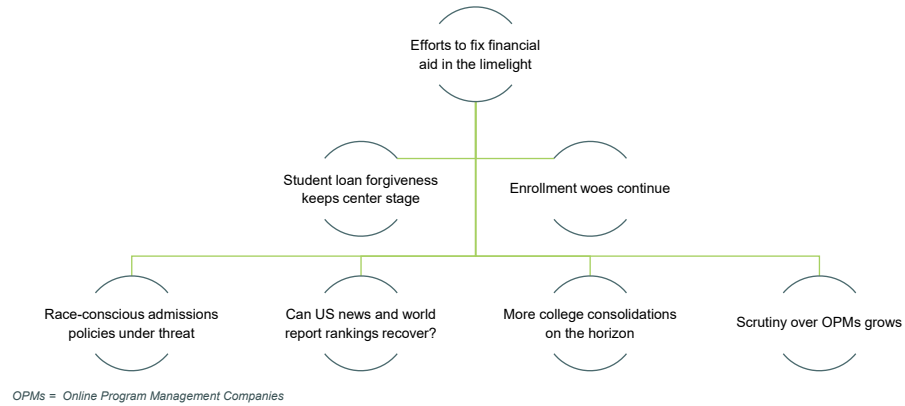 Efforts to fix financial
aid in the limelight
Student loan forgiveness
keeps center stage
Enrollment woes continue
Race-conscious admissions
policies under threat
Can US news and world
report rankings recover?
More college consolidations
on the horizon
Scrutiny over OPMs grows
OPMs = Online Program Management Companies